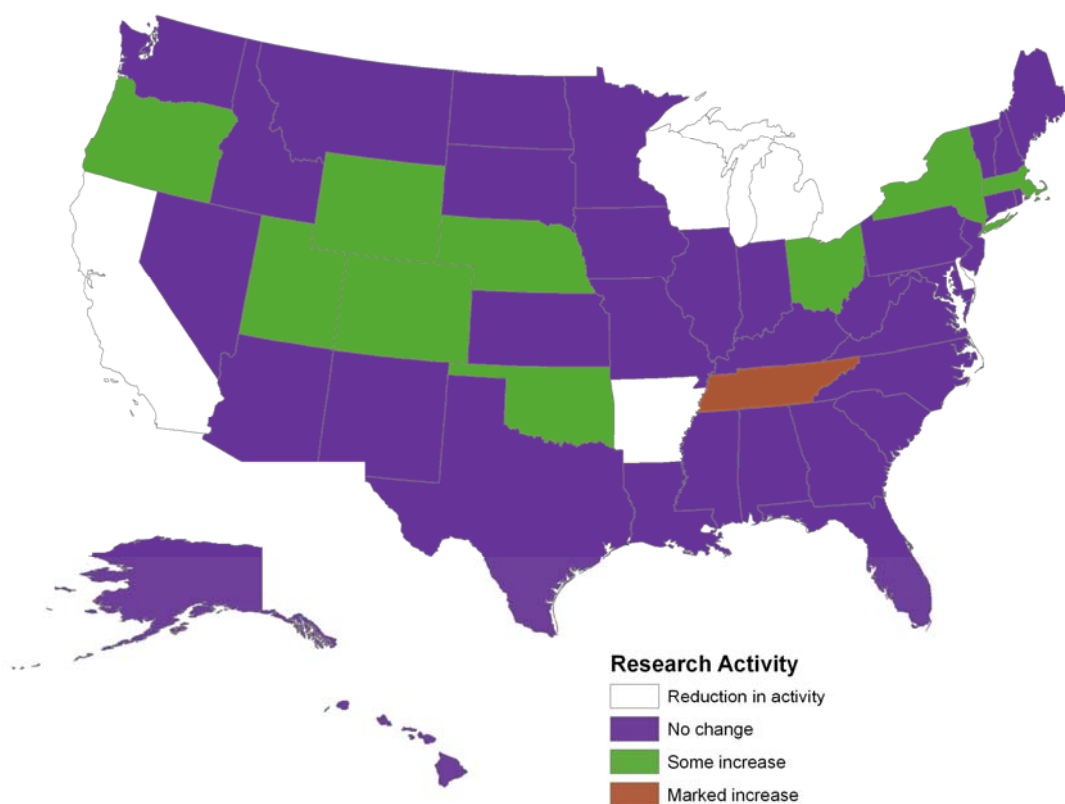 Research Activity
Reduction in activity
No change
Some increase
Marked increase